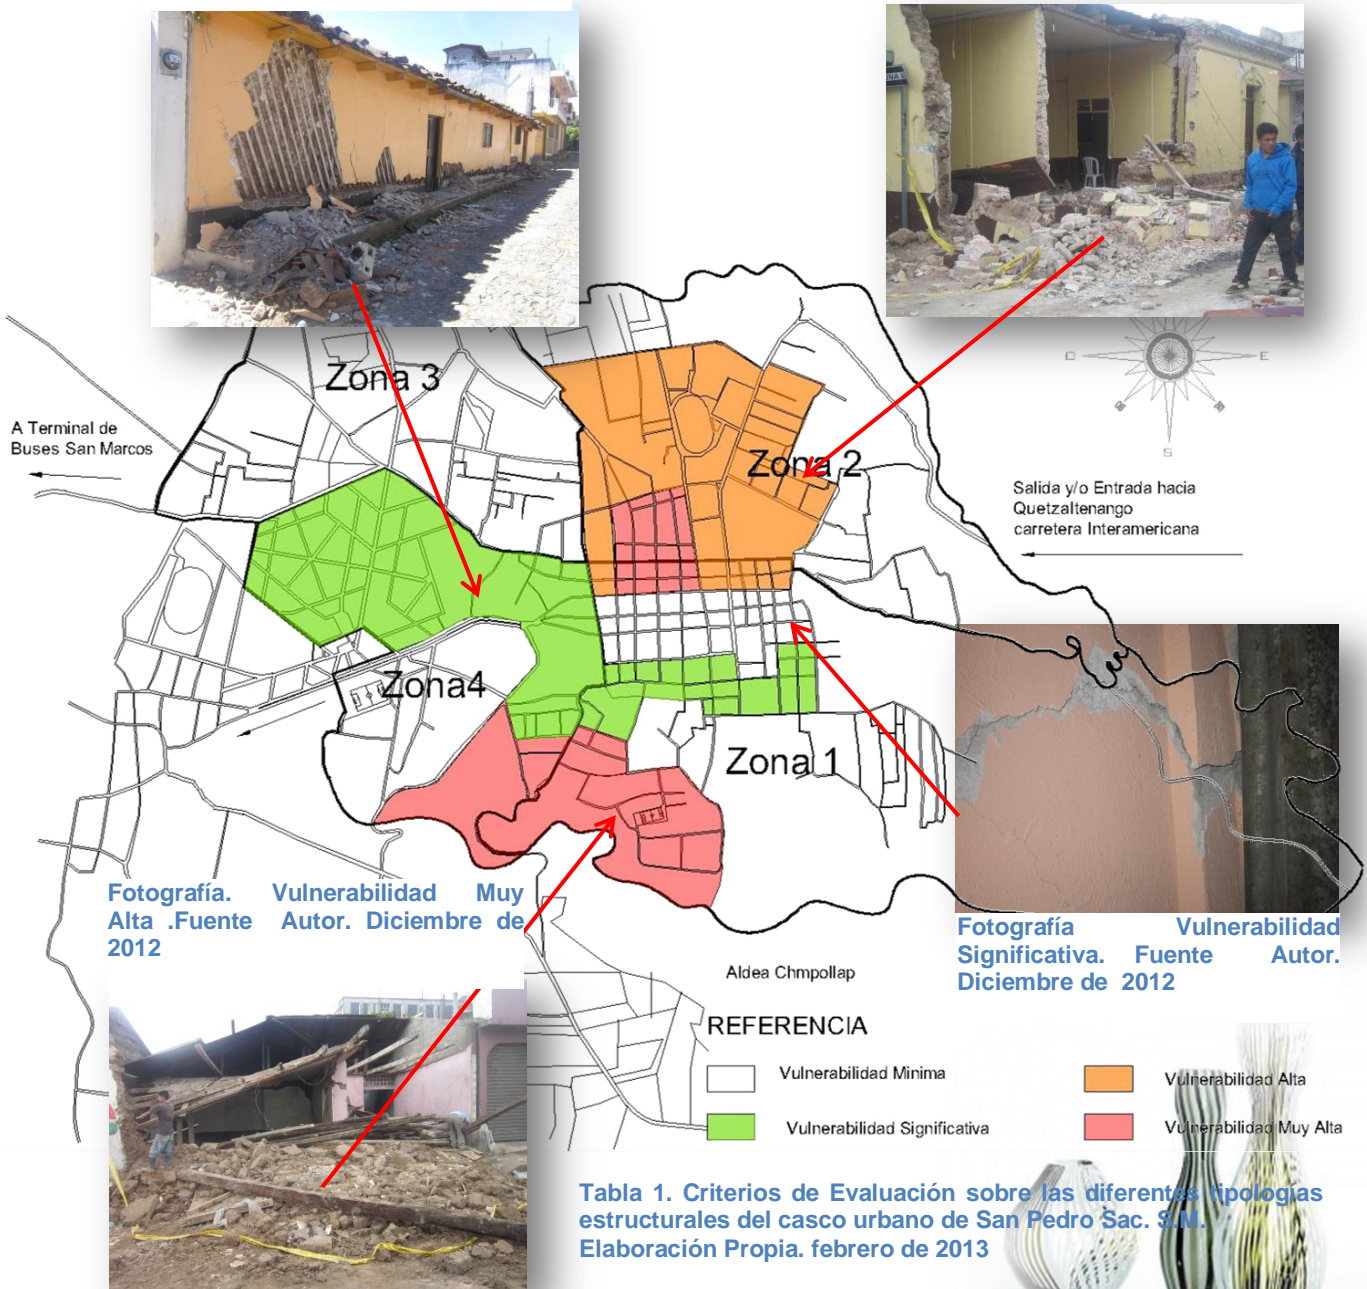 Zona 3
A Terminal de
Buses San Marcos
Zona 2
O
E
S
Salida y/o Entrada hacia
Quetzaltenango
carretera Interamericana
Zona4
Zona 1
Fotografía. Vulnerabilidad Muy
Alta .Fuente Autor. Diciembre de
2012
Fotografía Vulnerabilidad
Significativa. Fuente Autor.
Diciembre de 2012
Aldea Chmpollap
REFERENCIA
Vulnerabilidad Minima
Vulnerabilidad Alta
Vulnerabilidad Significativa
Vulnerabilidad Muy Alta
Tabla 1. Criterios de Evaluación sobre las diferentes tipologías
estructurales del casco urbano de San Pedro Sac. S.M.
Elaboración Propia. febrero de 2013